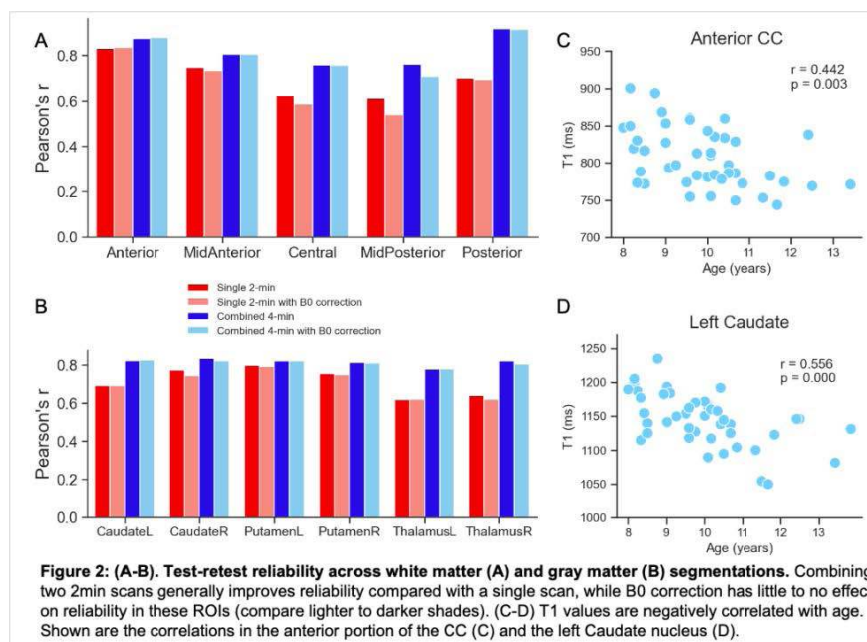 A
Pearson's r
0.8
0.6
0.4
0.2
0.0
Anterior MidAnterior Central MidPosterior Posterior
B
Single 2-min
Single 2-min with B0 correction
Combined 4-min
Combined 4-min with B0 correction
Pearson's r
0.8
0.6
0.4
0.2
0.0
CaudateL CaudateR PutamenL PutamenR ThalamusL ThalamusR
C
Anterior CC
r = 0.442
p = 0.003
T1 (ms)
950
900
850
800
750
700
8 9 10 11 12 13
Age (years)
D
Left Caudate
r = 0.556
p = 0.000
T1 (ms)
1250
1200
1150
1100
1050
1000
8 9 10 11 12 13
Age (years)
Figure 2: (A-B). Test-retest reliability across white matter (A) and gray matter (B) segmentations. Combining
two 2min scans generally improves reliability compared with a single scan, while B0 correction has little to no effec
on reliability in these ROIs (compare lighter to darker shades). (C-D) T1 values are negatively correlated with age.
Shown are the correlations in the anterior portion of the CC (C) and the left Caudate nucleus (D).